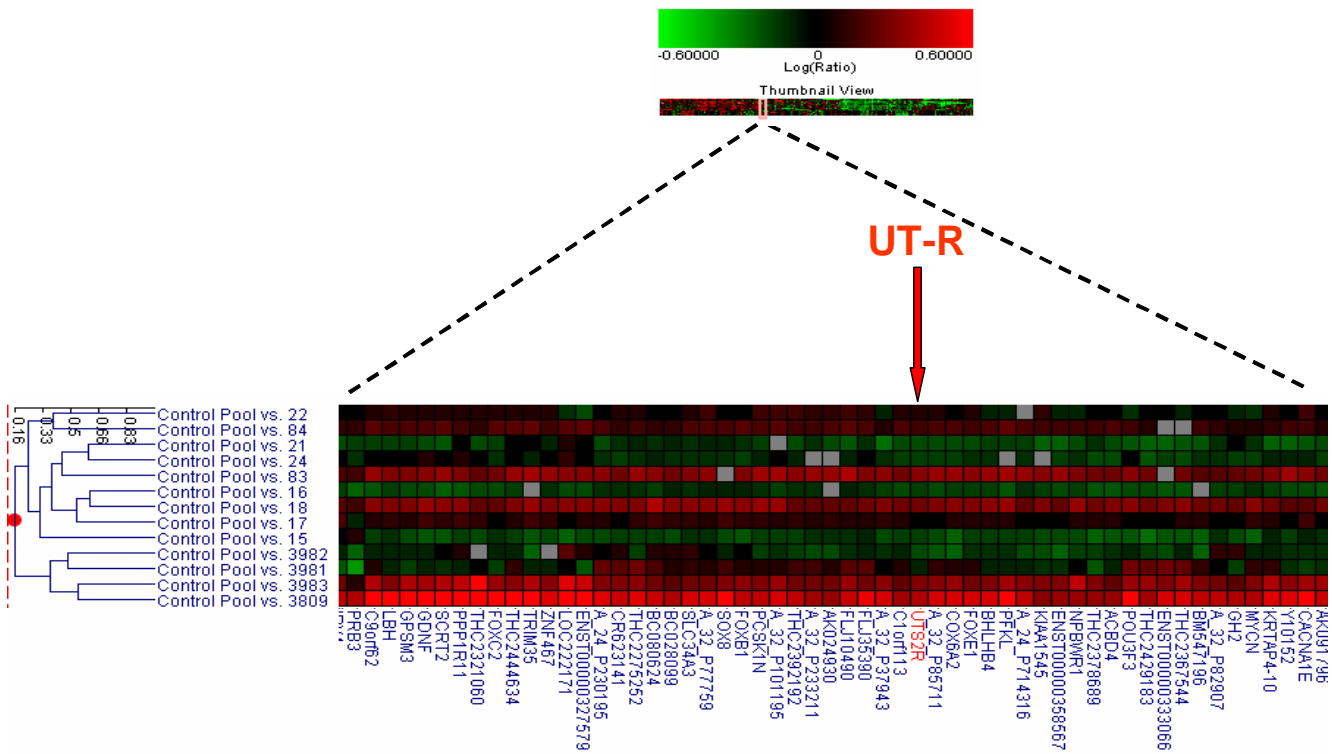 -0.60000 0 0.60000
Log(Ratio)
Thumbnail View
UT-R
0.16 0.33 0.5 0.66 0.83
Control Pool vs. 22
Control Pool vs. 84
Control Pool vs. 21
Control Pool vs. 24
Control Pool vs. 83
Control Pool vs. 16
Control Pool vs. 18
Control Pool vs. 17
Control Pool vs. 15
Control Pool vs. 3982
Control Pool vs. 3981
Control Pool vs. 3983
Control Pool vs. 3809
'PRB3
'C9orf62
'LBH
'GPSM3
'GDNF
'SCRT2
'PPP1R11
'THC2321060
'FOXC2
'THC2444634
'TRIM35
'ZNF467
'LOC222171
'ENST00000327579
'A_24_P230195
'CR623141
'THC2275252
'BC080624
'BC028099
'SLC34A3
'A_32_P77759
'SOX8
'FOXB1
'PCSK1N
'A_32_P101195
'THC2392192
'A_32_P233211
'AK024930
'FLJ10490
'FLJ35390
'A_32_P37943
'C1orf113
'UTS2R
'A_32_P85711
'COX6A2
'FOXE1
'BHLHB4
'PFKL
'A_24_P714316
'KIAA1545
'ENST00000358567
'NPBWR1
'THC2378689
'ACBD4
'POU3F3
'THC2429183
'ENST00000333066
'THC2367544
'BM547196
'A_32_P82907
'GH2
'MYCN
'KRTAP4-10
'Y10152
'CACNA1E
'AK091796